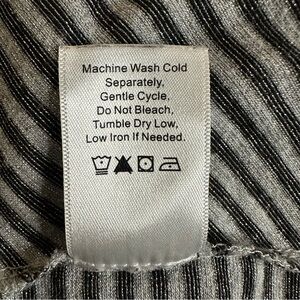 Machine Wash Cold
Separately,
Gentle Cycle,
Do Not Bleach,
Tumble Dry Low,
Low Iron If Needed.